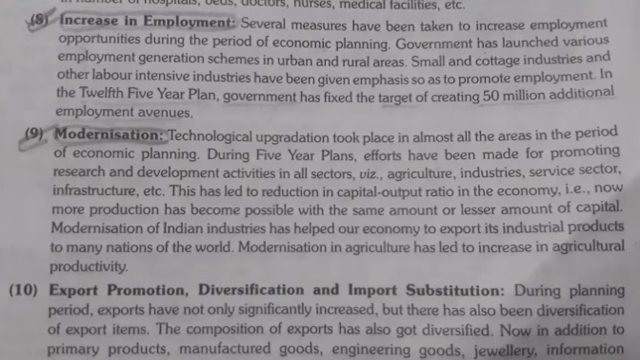 in number of hospitals, beds, doctors, nurses, medical facilities, etc.
(8) Increase in Employment: Several measures have been taken to increase employment
opportunities during the period of economic planning. Government has launched various
employment generation schemes in urban and rural areas. Small and cottage industries and
other labour intensive industries have been given emphasis so as to promote employment. In
the Twelfth Five Year Plan, government has fixed the target of creating 50 million additional
employment avenues.
(9) Modernisation: Technological upgradation took place in almost all the areas in the period
of economic planning. During Five Year Plans, efforts have been made for promoting
research and development activities in all sectors, viz., agriculture, industries, service sector,
infrastructure, etc. This has led to reduction in capital-output ratio in the economy, i.e., now
more production has become possible with the same amount or lesser amount of capital.
Modernisation of Indian industries has helped our economy to export its industrial products
to many nations of the world. Modernisation in agriculture has led to increase in agricultural
productivity.
(10) Export Promotion, Diversification and Import Substitution: During planning
period, exports have not only significantly increased, but there has also been diversification
of export items. The composition of exports has also got diversified. Now in addition to
primary products, manufactured goods, engineering goods, jewellery, information